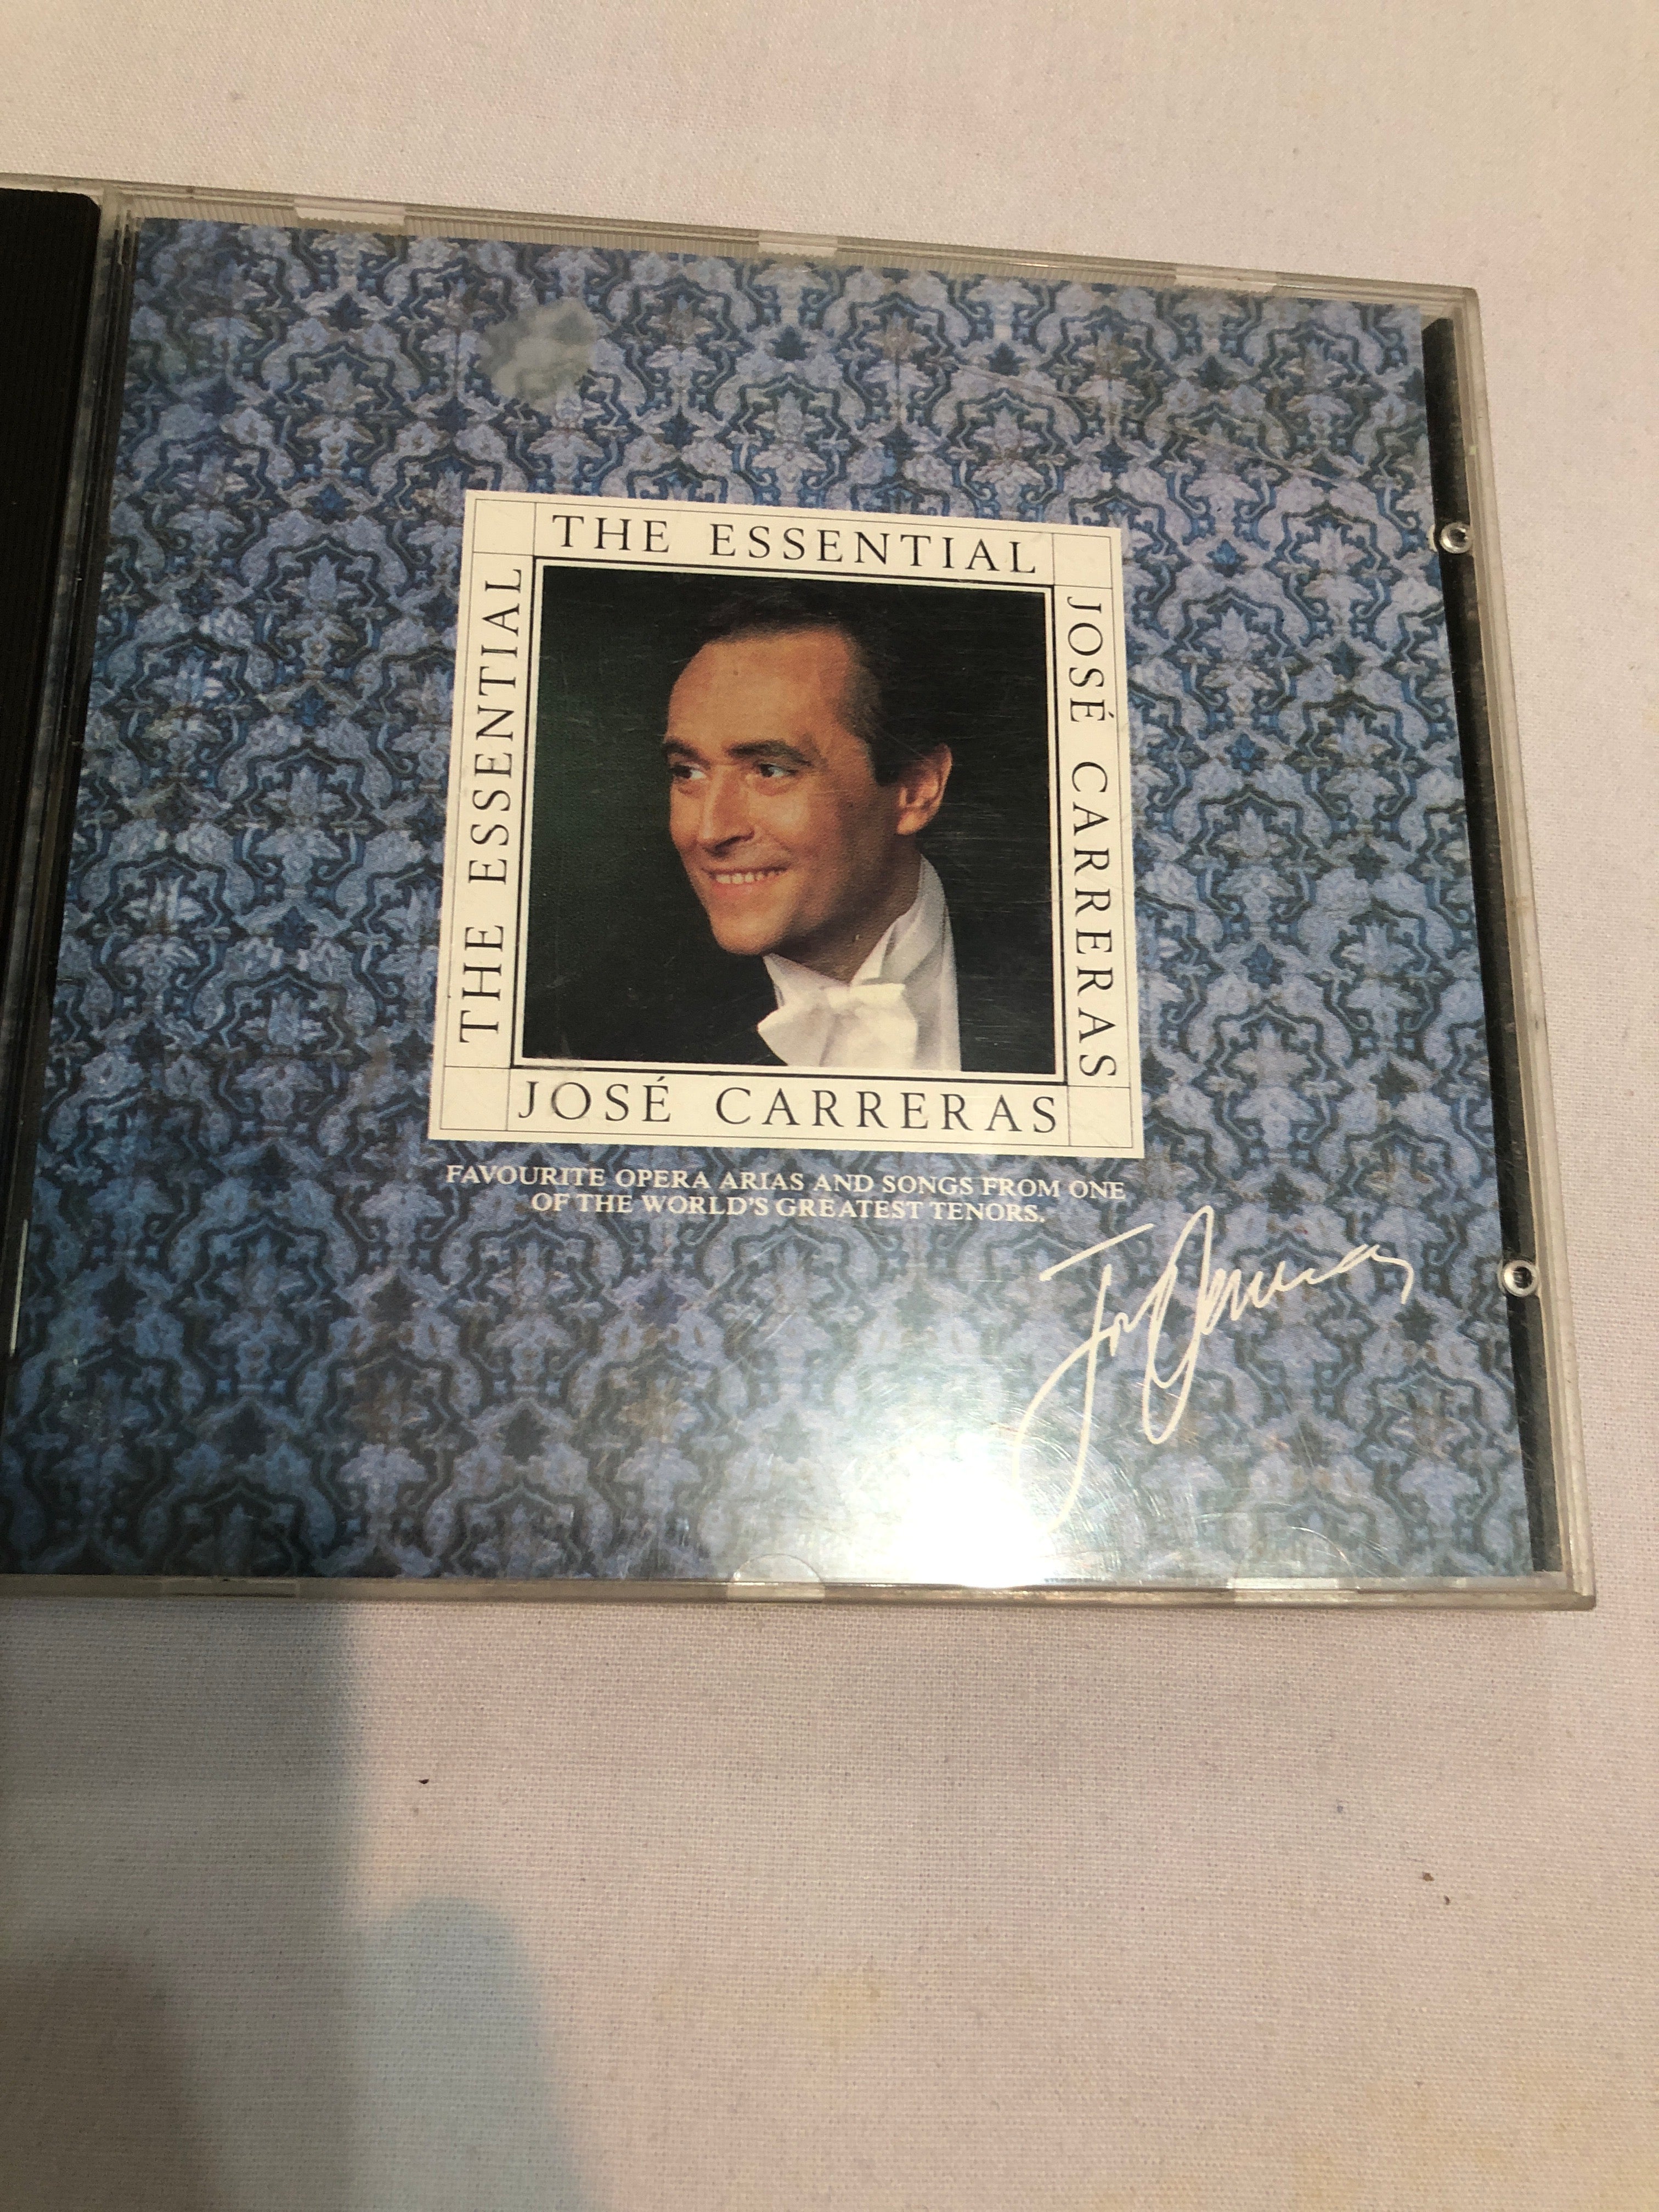 THE ESSENTIAL
THE ESSENTIAL
JOSÉ CARRERAS
JOSÉ CARRERAS
FAVOURITE OPERA ARIAS AND SONGS FROM ONE
OF THE WORLD'S GREATEST TENORS.